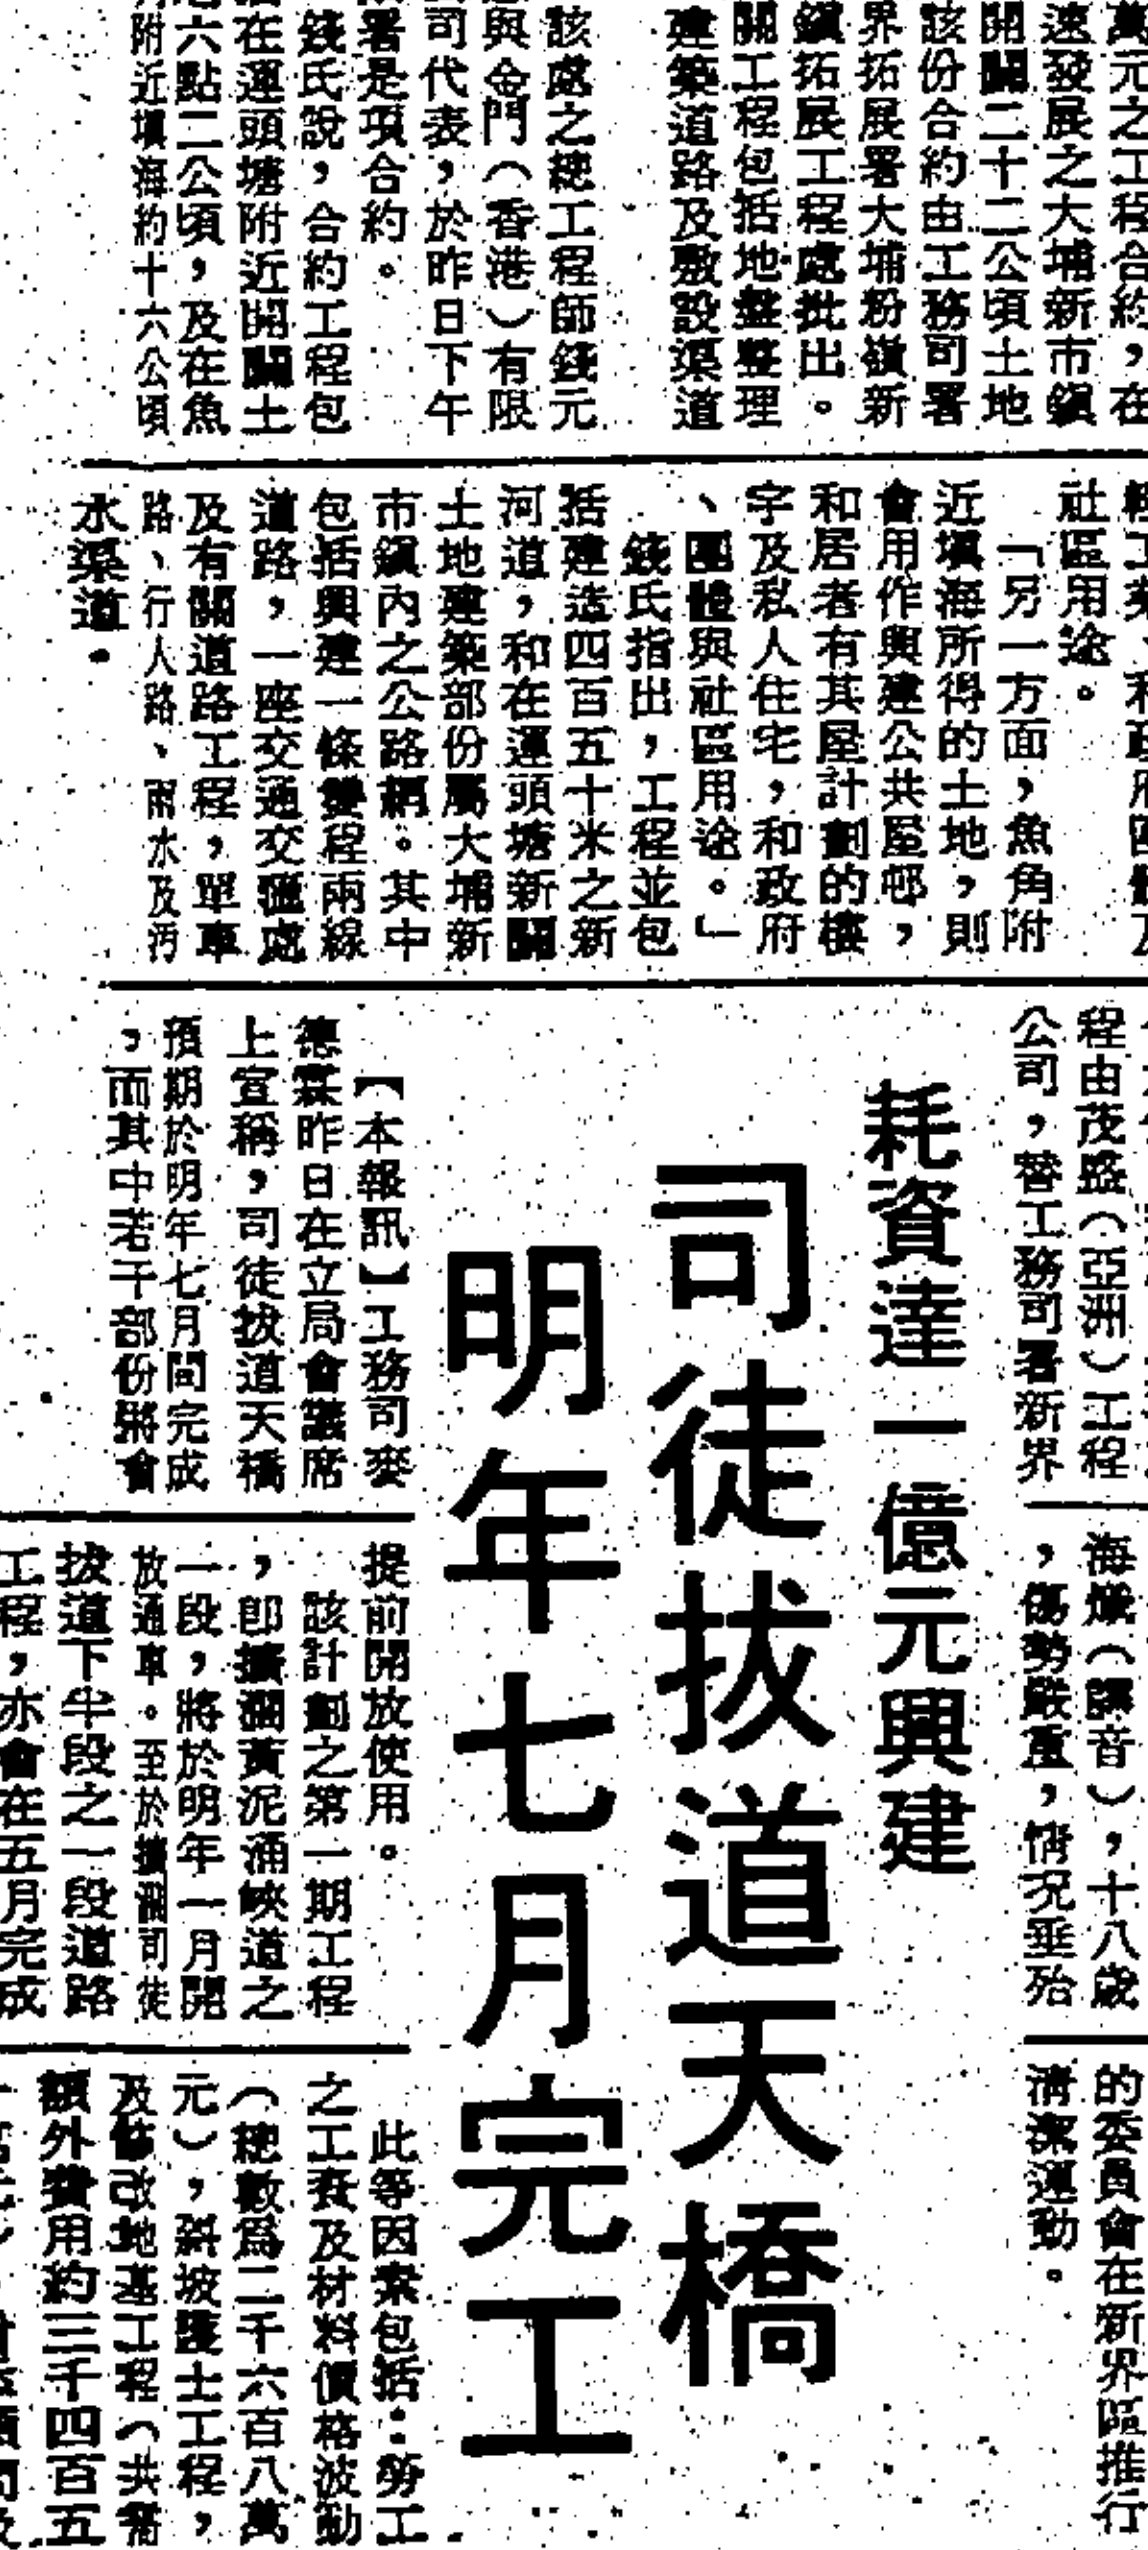 萬元之工程合約，在
速發展之大埔新市鎮
開闢二十二公頃土地
該份合約由工務司署
界拓展署大埔粉嶺新
鎮拓展工程處批出。
關工程包括地盤整理
建築道路及敷設渠道
該處之總工程師錢元
與金門（香港）有限
司代表，於昨日下午
署是項合約。
錢氏說，合約工程包
在運頭塘附近開闢土
六點二公頃，及在魚
附近填海約十六公頃
社區用途。
「另一方面，魚角附
近填海所得的土地，則
會用作興建公共屋邨，
和居者有其屋計劃的樓
宇及私人住宅，和政府
、團體與社區用途。」
錢氏指出，工程並包
括建造四百五十米之新
河道，和在運頭塘新闢
土地建築部份屬大埔新
市鎮內之公路網。其中
包括興建一條雙程兩線
道路，一座交通交匯處
及有關道路工程，單車
路、行人路、雨水及污
水渠道。
程由茂盛（亞洲）工程
公司，替工務司署新界
耗資達一億元興建
司徒拔道天橋
明年七月完工
【本報訊】工務司麥
德霖昨日在立局會議席
上宣稱，司徒拔道天橋
預期於明年七月間完成
，而其中若干部份將會
提前開放使用。
該計劃之第一期工程
，卽擴濶黃泥涌峽道之
一段，將於明年一月開
放通車。至於擴濶司徒
拔道下半段之一段道路
工程，亦會在五月完成
此等因素包括：勞工
之工資及材料價格波動
（總數爲二千六百八萬
元），斜坡護土工程，
及修改地基工程（共需
額外費用約三千四百五
海嬂（譯音），十八歲
，傷勢嚴重，情况垂殆
的委員會在新界區推行
淸潔運動。